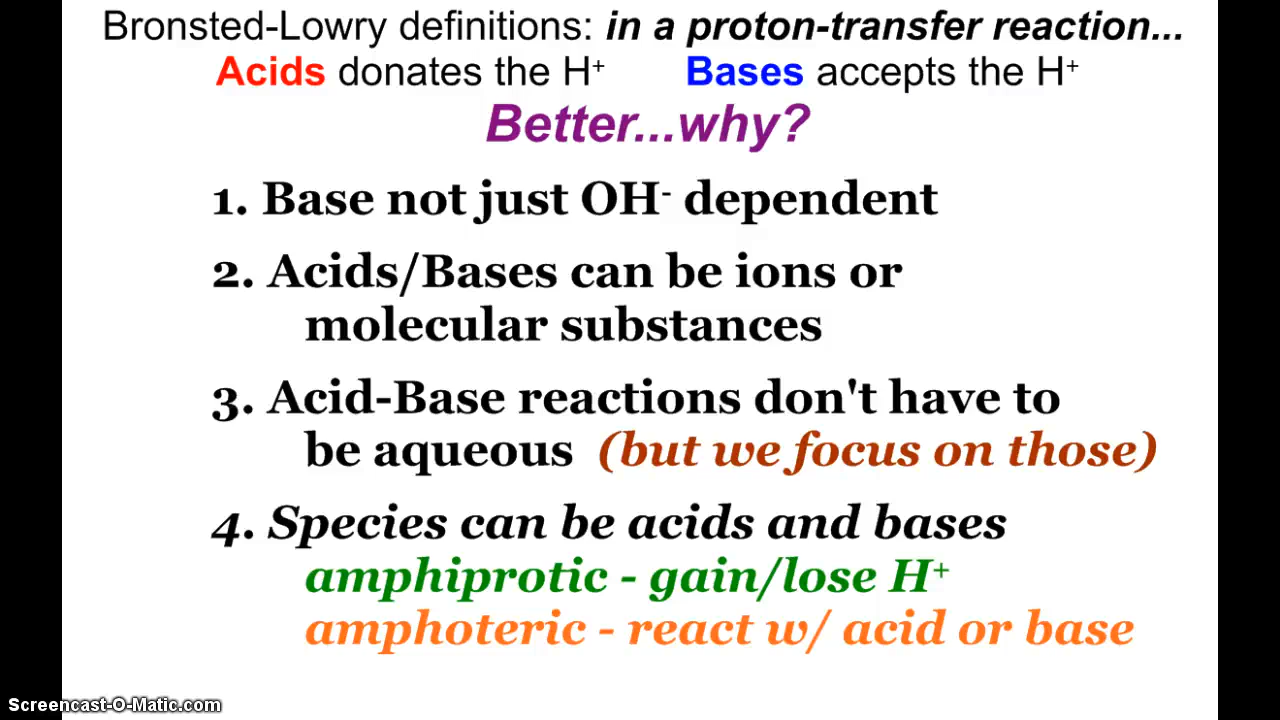 Bronsted-Lowry definitions: in a proton-transfer reaction...
Acids donates the H⁺ Bases accepts the H⁺
Better...why?
1. Base not just OH⁻ dependent
2. Acids/Bases can be ions or
molecular substances
3. Acid-Base reactions don't have to
be aqueous (but we focus on those)
4. Species can be acids and bases
amphiprotic - gain/lose H⁺
amphoteric - react w/ acid or base
Screencast-O-Matic.com